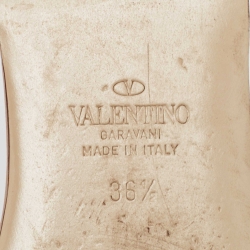 VALENTINO
GARAVANI
MADE IN ITALY
36½